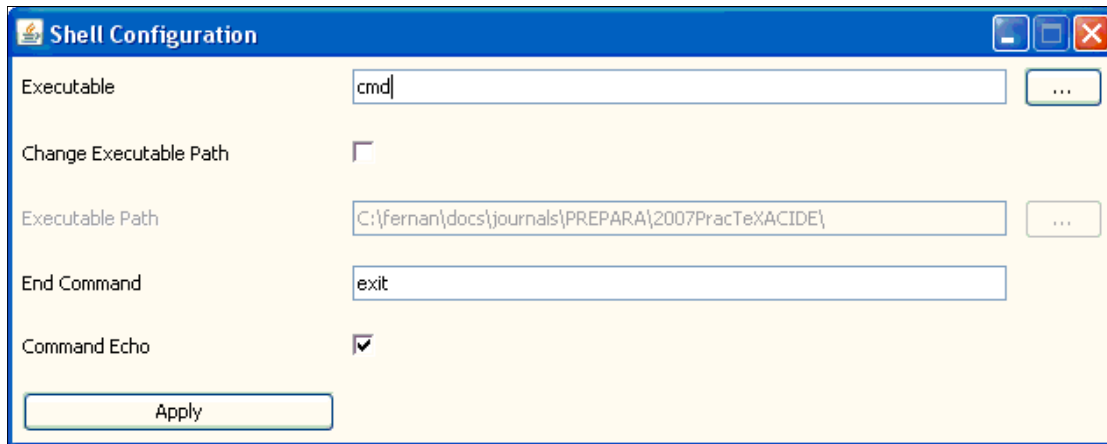 Shell Configuration
Executable cmd ...
Change Executable Path
Executable Path C:\fernan\docs\journals\PREPARA\2007PracTeXACIDE\ ...
End Command exit
Command Echo
Apply